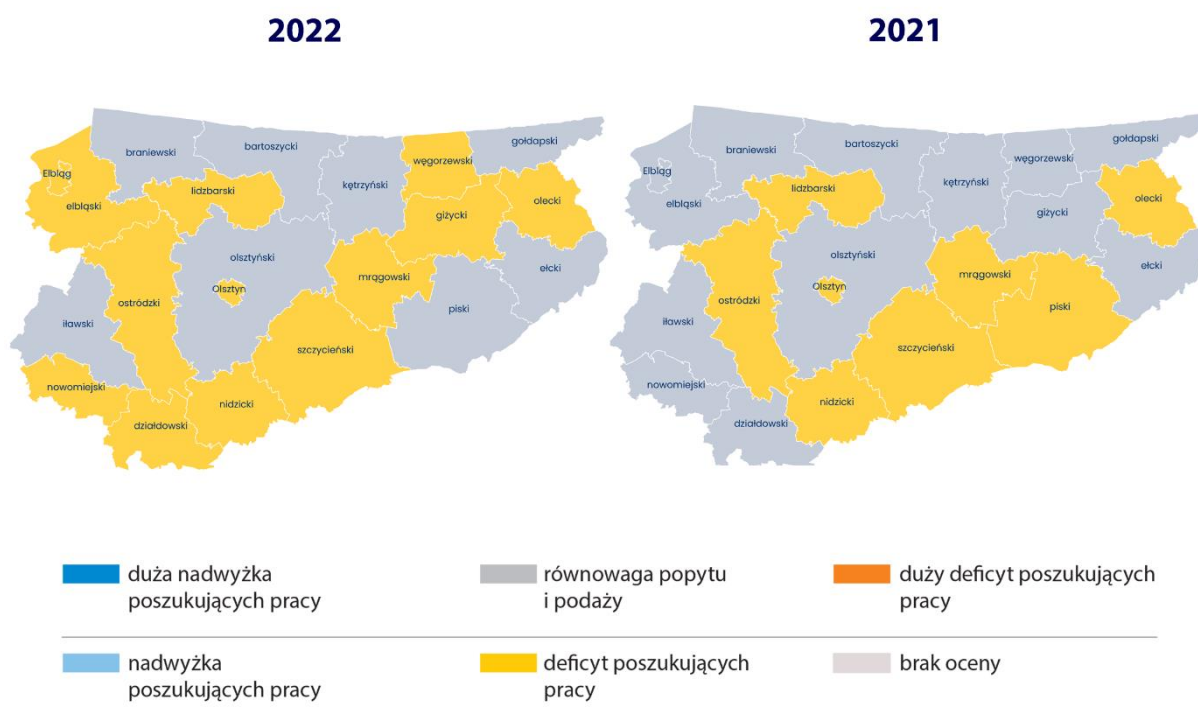 2022
2021
Elbląg
elbląski
braniewski
bartoszycki
lidzbarski
kętrzyński
węgorzewski
gołdapski
giżycki
olecki
ełcki
olsztyński
Olsztyn
mrągowski
piski
ostródzki
iławski
szczycieński
nowomiejski
działdowski
nidzicki
Elbląg
elbląski
braniewski
bartoszycki
lidzbarski
kętrzyński
węgorzewski
gołdapski
giżycki
olecki
ełcki
olsztyński
Olsztyn
mrągowski
piski
ostródzki
iławski
szczycieński
nowomiejski
działdowski
nidzicki
duża nadwyżka
poszukujących pracy
równowaga popytu
i podaży
duży deficyt poszukujących
pracy
nadwyżka
poszukujących pracy
deficyt poszukujących
pracy
brak oceny